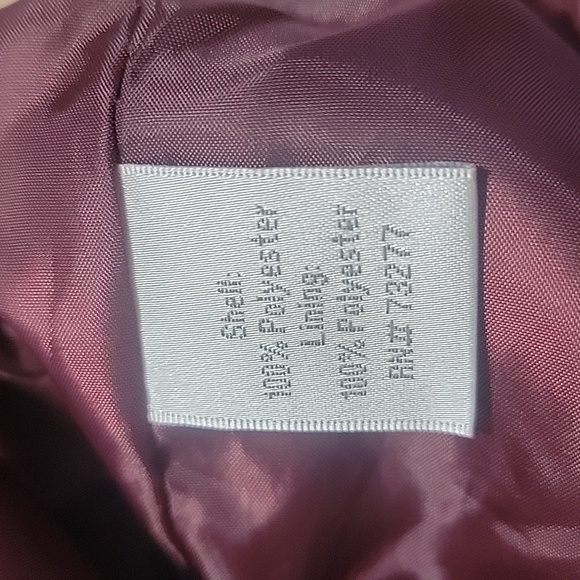 Shell:
100% Polyester
Lining:
100% Polyester
RN# 73277